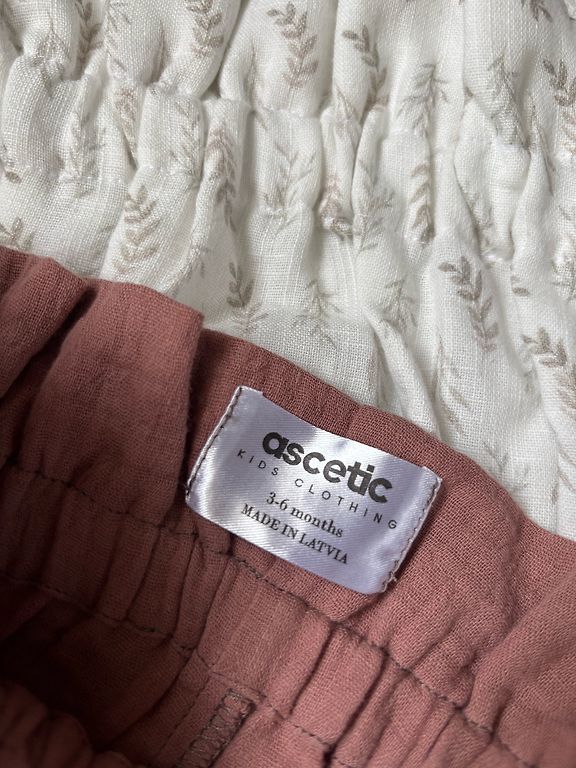 ascetic
KIDS CLOTHING
3-6 months
MADE IN LATVIA